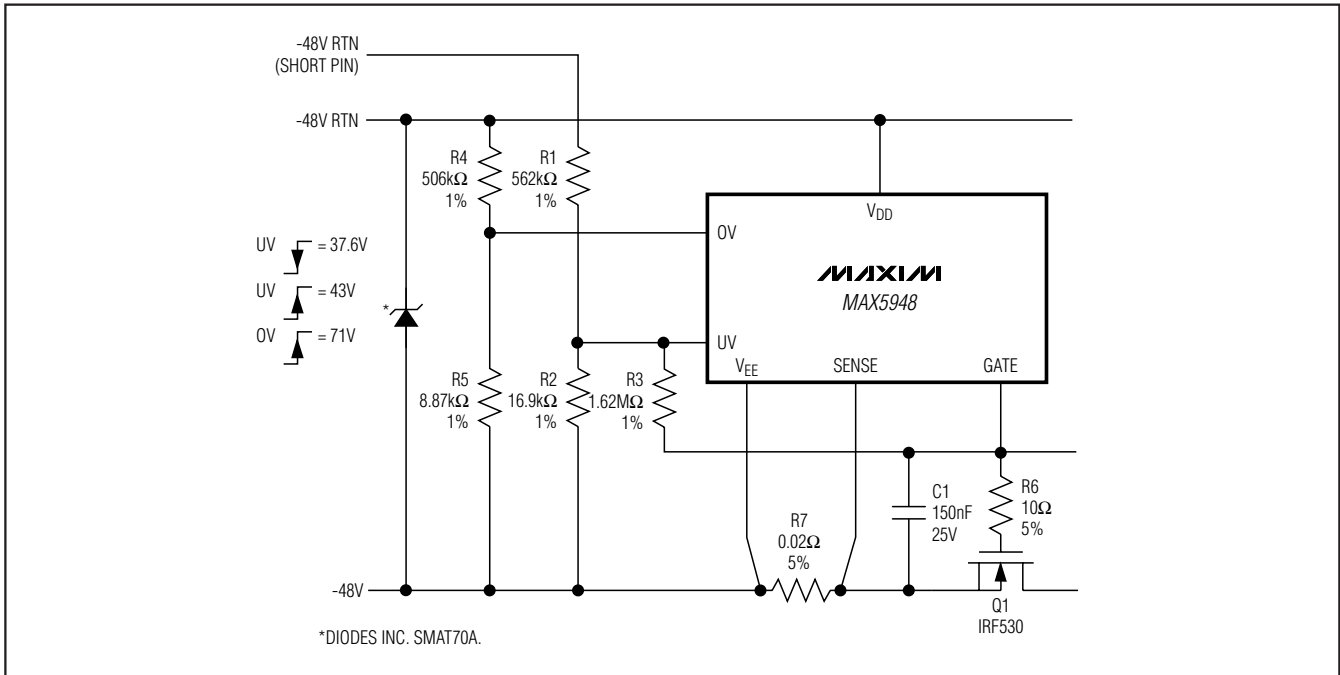 -48V RTN
(SHORT PIN)
-48V RTN
R4
506kΩ
1%
R1
562kΩ
1%
VDD
OV
MAXIM
MAX5948
UV = 37.6V
UV = 43V
OV = 71V
*
UV
VEE
SENSE
GATE
R5
8.87kΩ
1%
R2
16.9kΩ
1%
R3
1.62MΩ
1%
C1
150nF
25V
R6
10Ω
5%
R7
0.02Ω
5%
-48V
Q1
IRF530
*DIODES INC. SMAT70A.